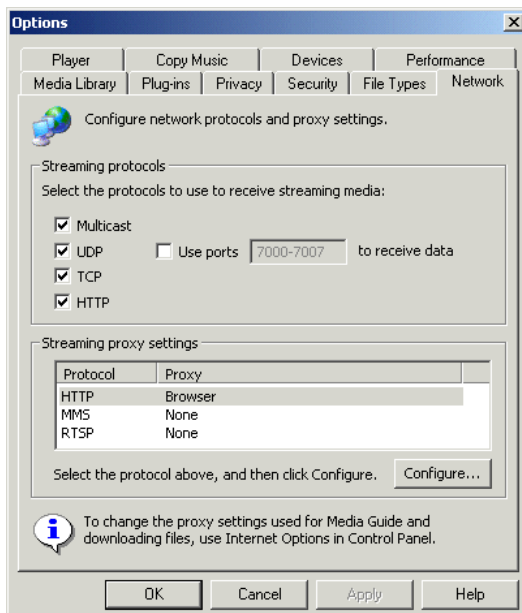 Options
Player Copy Music Devices Performance
Media Library Plug-ins Privacy Security File Types Network
Configure network protocols and proxy settings.
Streaming protocols
Select the protocols to use to receive streaming media:
Multicast
UDP Use ports 7000-7007 to receive data
TCP
HTTP
Streaming proxy settings
Protocol Proxy
HTTP Browser
MMS None
RTSP None
Select the protocol above, and then click Configure. Configure...
To change the proxy settings used for Media Guide and
downloading files, use Internet Options in Control Panel.
OK Cancel Apply Help